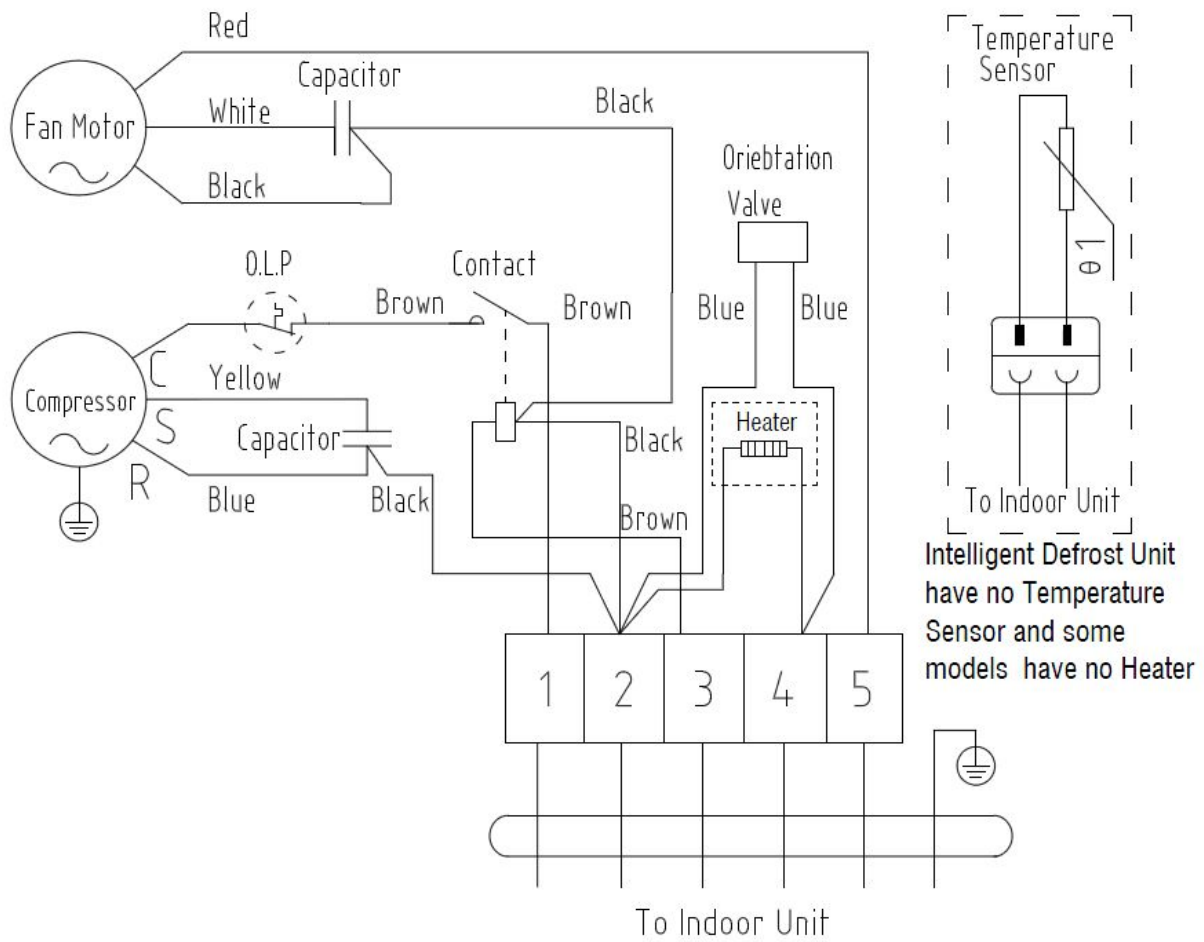 Red
Temperature
Sensor
Capacitor
Fan Motor
White
Black
Black
Oriebtation
Valve
θ1
O.L.P
Contact
Brown
Brown
Blue
Blue
C
Compressor
Yellow
S
Heater
Capacitor
Black
R
Blue
Black
Brown
To Indoor Unit
Intelligent Defrost Unit
have no Temperature
Sensor and some
models have no Heater
1 2 3 4 5
To Indoor Unit